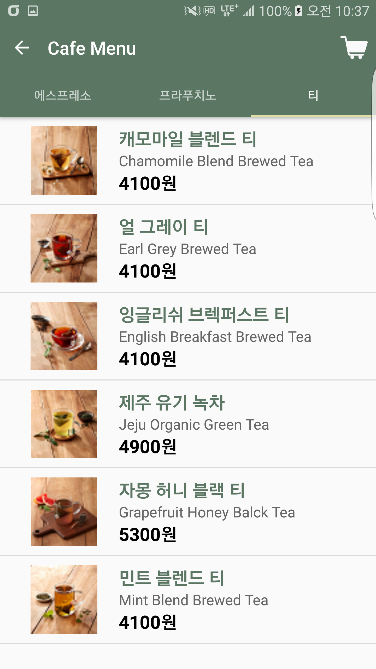 LTE+ 100% 오전 10:37
Cafe Menu
에스프레소 프라푸치노 티
캐모마일 블렌드 티
Chamomile Blend Brewed Tea
4100원
얼 그레이 티
Earl Grey Brewed Tea
4100원
잉글리쉬 브렉퍼스트 티
English Breakfast Brewed Tea
4100원
제주 유기 녹차
Jeju Organic Green Tea
4900원
자몽 허니 블랙 티
Grapefruit Honey Balck Tea
5300원
민트 블렌드 티
Mint Blend Brewed Tea
4100원